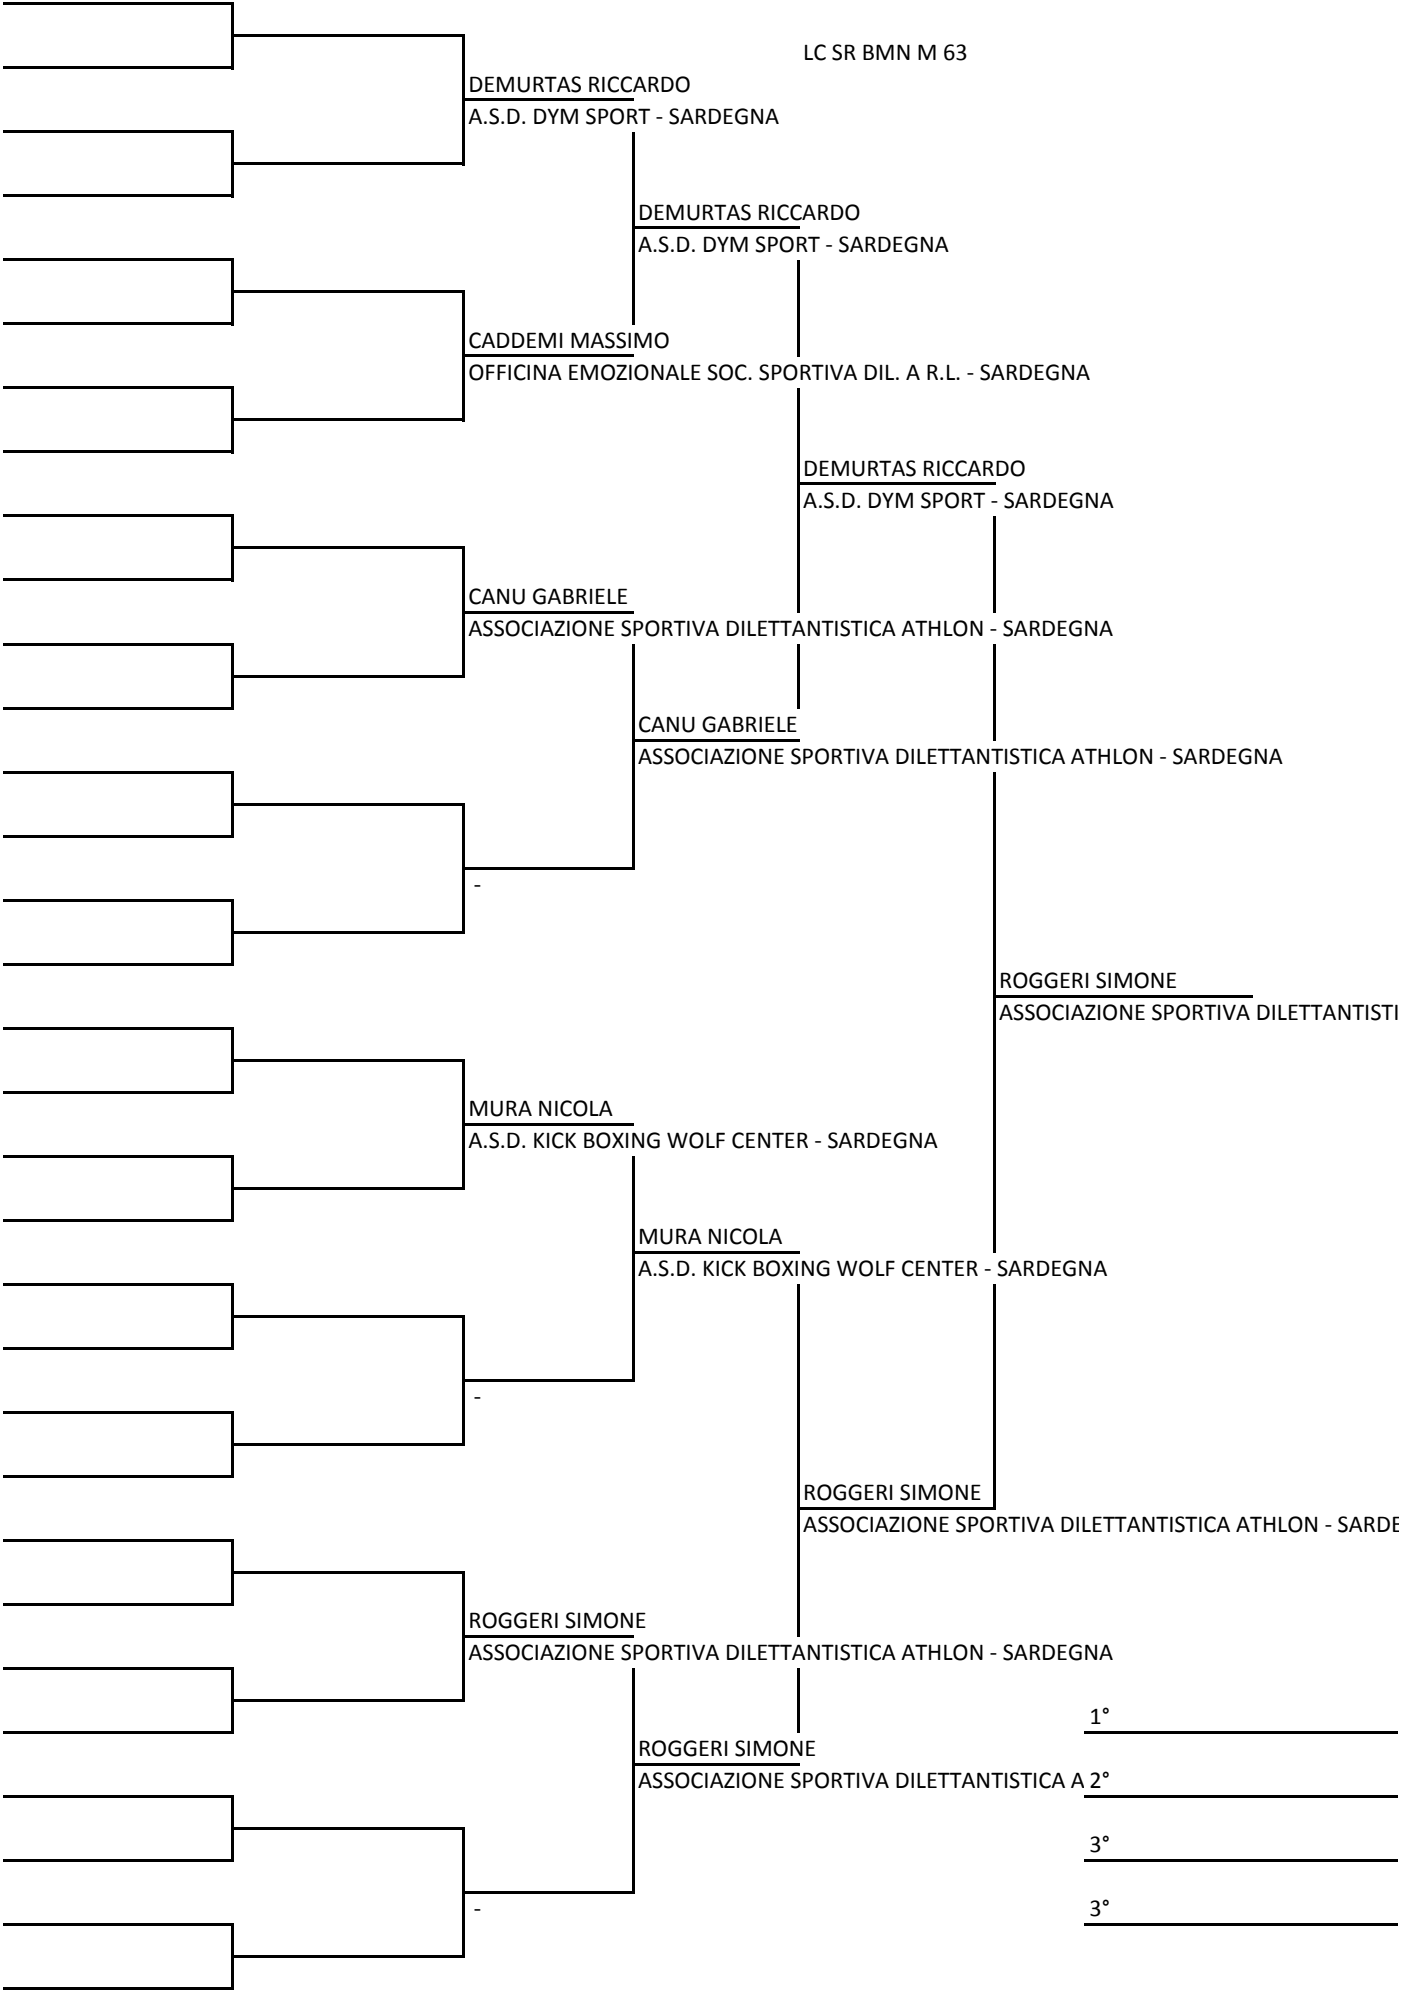 LC SR BMN M 63
DEMURTAS RICCARDO
A.S.D. DYM SPORT - SARDEGNA
DEMURTAS RICCARDO
A.S.D. DYM SPORT - SARDEGNA
CADDEMI MASSIMO
OFFICINA EMOZIONALE SOC. SPORTIVA DIL. A R.L. - SARDEGNA
DEMURTAS RICCARDO
A.S.D. DYM SPORT - SARDEGNA
CANU GABRIELE
ASSOCIAZIONE SPORTIVA DILETTANTISTICA ATHLON - SARDEGNA
CANU GABRIELE
ASSOCIAZIONE SPORTIVA DILETTANTISTICA ATHLON - SARDEGNA
-
ROGGERI SIMONE
ASSOCIAZIONE SPORTIVA DILETTANTISTI
MURA NICOLA
A.S.D. KICK BOXING WOLF CENTER - SARDEGNA
MURA NICOLA
A.S.D. KICK BOXING WOLF CENTER - SARDEGNA
-
ROGGERI SIMONE
ASSOCIAZIONE SPORTIVA DILETTANTISTICA ATHLON - SARDE
ROGGERI SIMONE
ASSOCIAZIONE SPORTIVA DILETTANTISTICA ATHLON - SARDEGNA
1°
ROGGERI SIMONE
ASSOCIAZIONE SPORTIVA DILETTANTISTICA A 2°
3°
-
3°